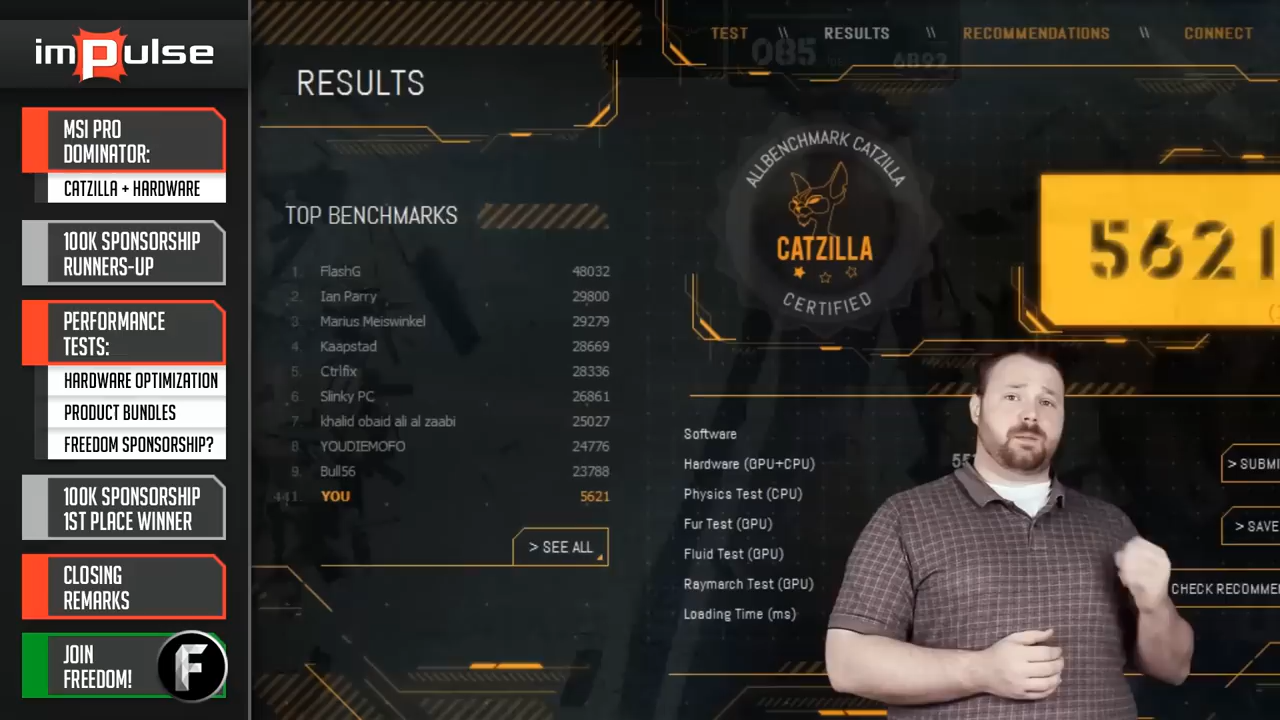 imPulse
MSI PRO
DOMINATOR:
CATZILLA + HARDWARE
100K SPONSORSHIP
RUNNERS-UP
PERFORMANCE
TESTS:
HARDWARE OPTIMIZATION
PRODUCT BUNDLES
FREEDOM SPONSORSHIP?
100K SPONSORSHIP
1ST PLACE WINNER
CLOSING
REMARKS
JOIN
FREEDOM!
F
TEST \\ RESULTS \\ RECOMMENDATIONS \\ CONNECT
085
6892
RESULTS
TOP BENCHMARKS
1. FlashG 48032
2. Ian Parry 29800
3. Marius Meiswinkel 29279
4. Kaapstad 28669
5. Ctrlfix 28336
6. Slinky PC 26861
7. khalid obaid ali al zaabi 25027
8. YOUDIEMOFO 24776
9. Bull56 23788
441. YOU 5621
> SEE ALL
ALLBENCHMARK CATZILLA
CATZILLA
CERTIFIED
5621
Software
Hardware (GPU+CPU)
Physics Test (CPU)
Fur Test (GPU)
Fluid Test (GPU)
Raymarch Test (GPU)
Loading Time (ms)
> SUBMI
> SAVE
CHECK RECOMME